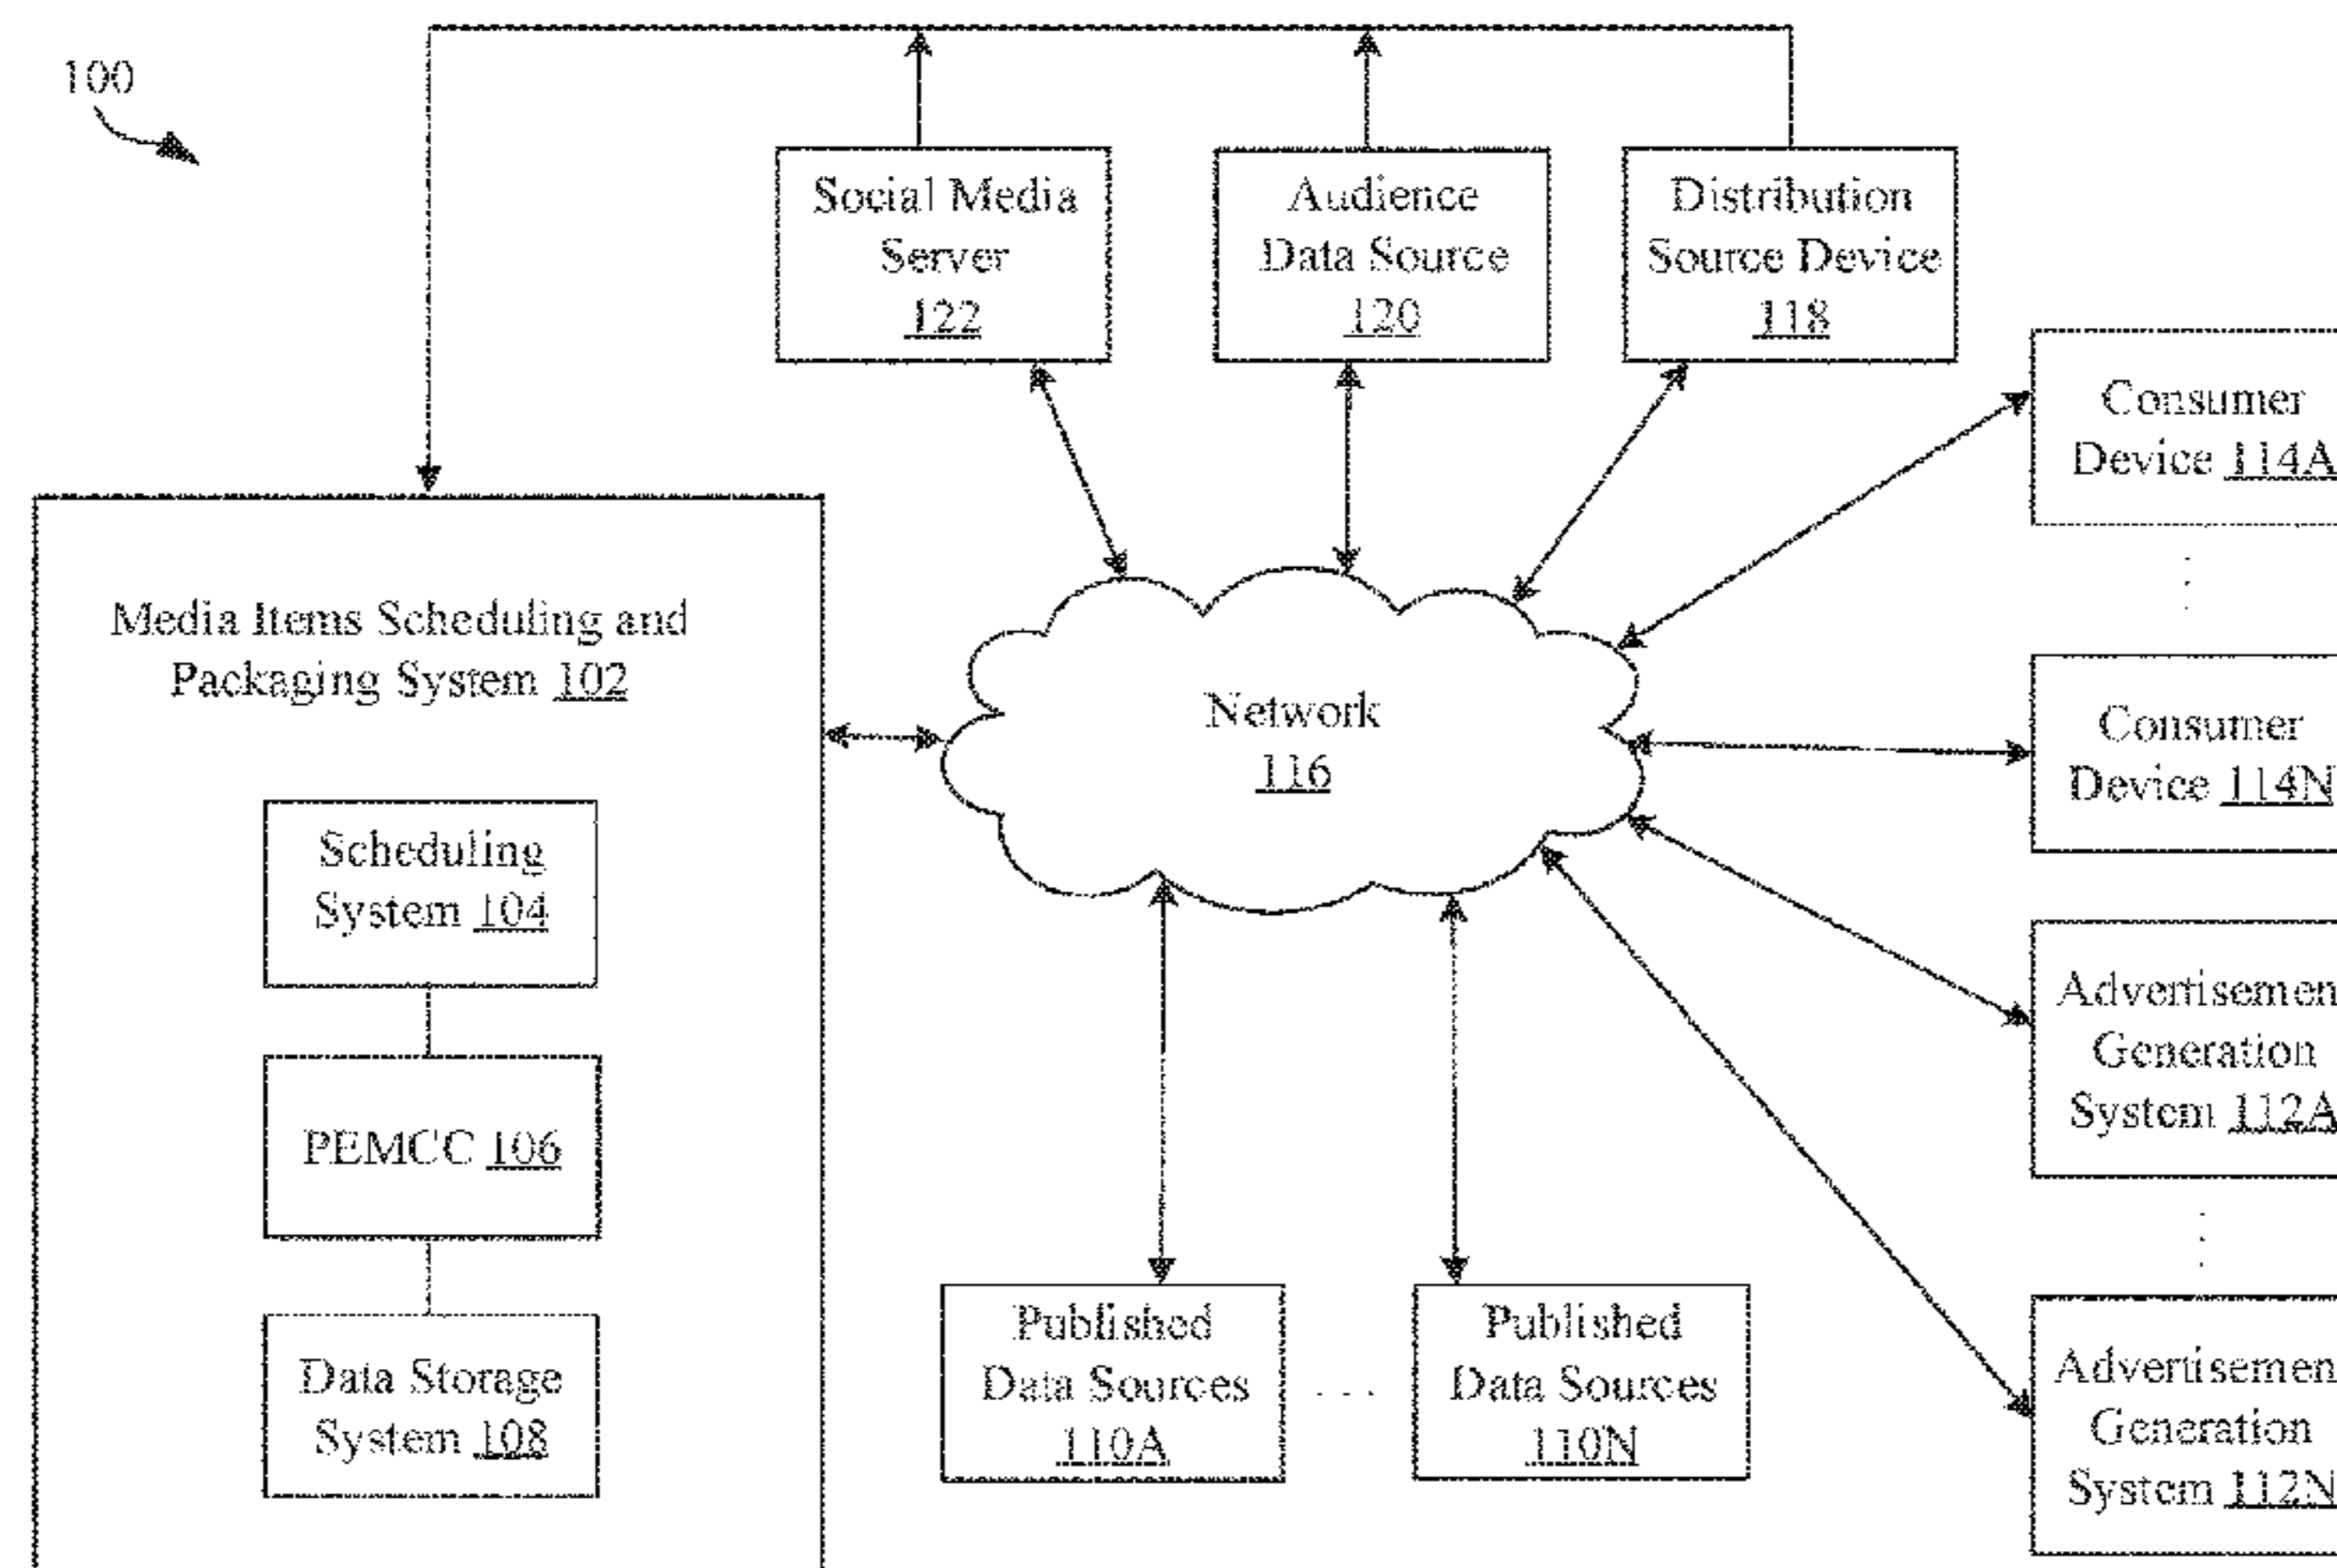 100
Social Media
Server
122
Audience
Data Source
120
Distribution
Source Device
118
Consumer
Device 114A
Media Items Scheduling and
Packaging System 102
Network
116
Consumer
Device 114N
Scheduling
System 104
PEMCC 106
Data Storage
System 108
Published
Data Sources
110A
. . .
Published
Data Sources
110N
Advertisemen
Generation
System 112A
Advertisemen
Generation
System 112N